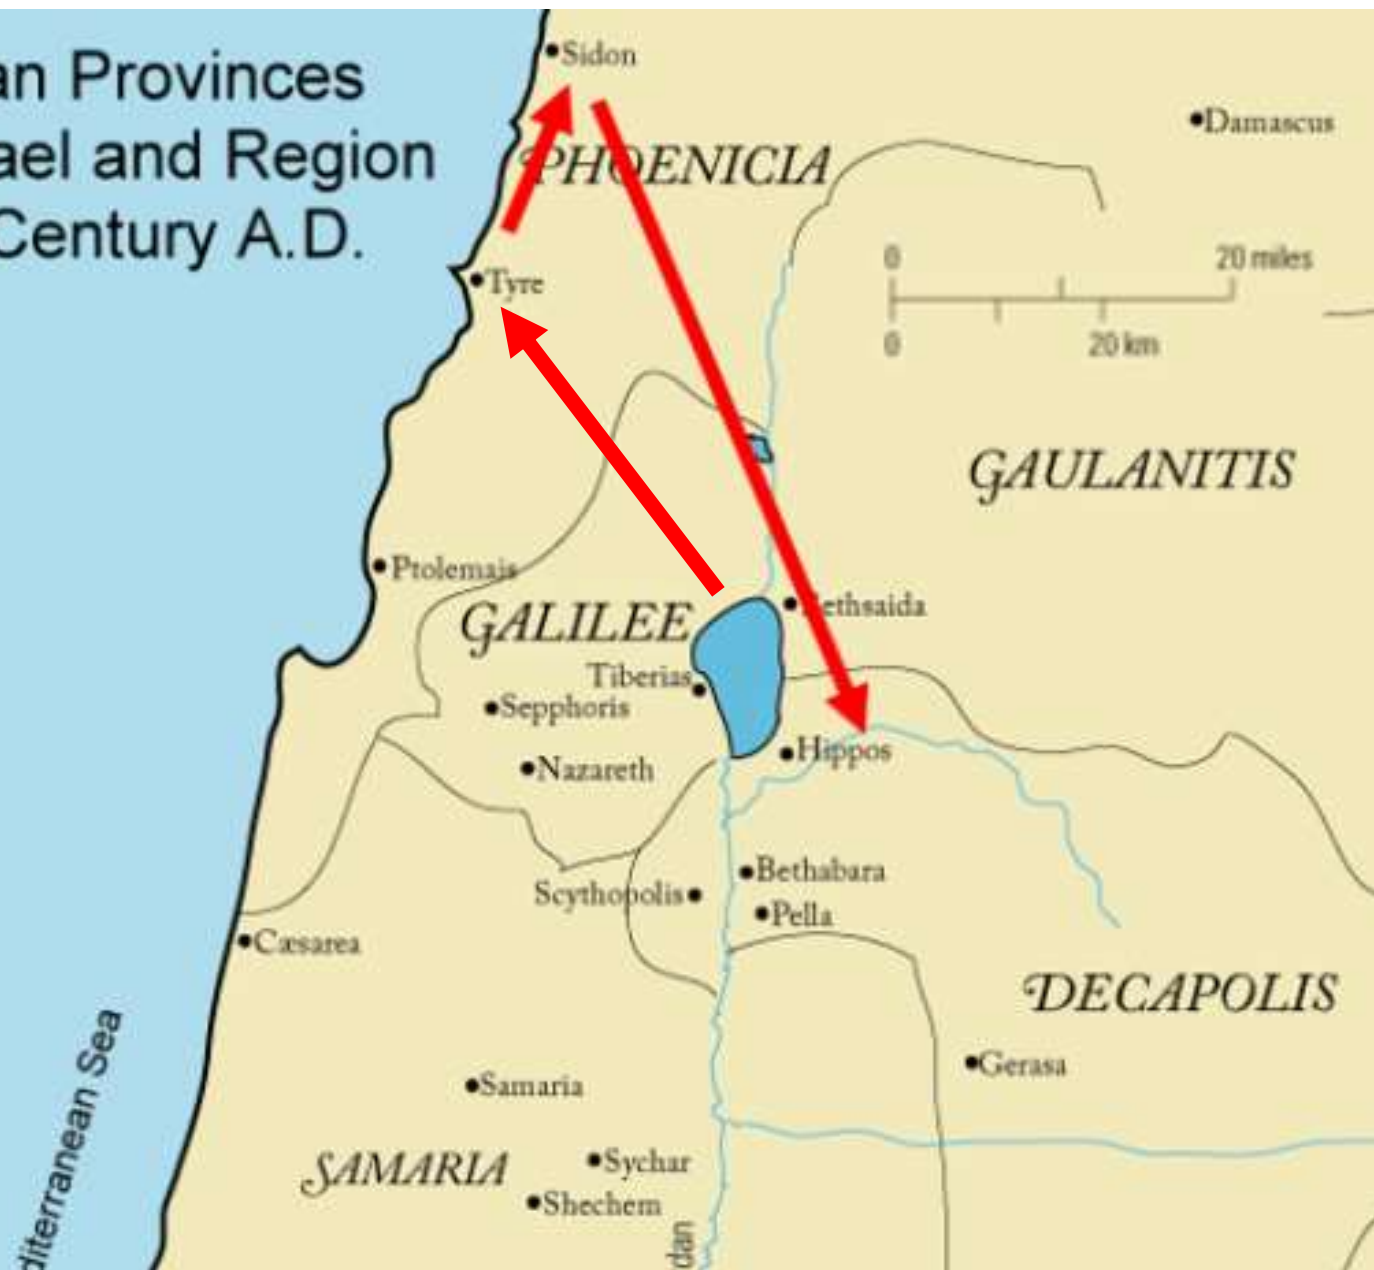 an Provinces
ael and Region
Century A.D.
Sidon
Damascus
PHOENICIA
0 20 miles
Tyre
0 20 km
GAULANITIS
Ptolemais
GALILEE
ethsaida
Tiberias
Sepphoris
Hippos
Nazareth
Bethabara
Scythopolis
Pella
Cæsarea
DECAPOLIS
Gerasa
diterranean Sea
Samaria
SAMARIA
Sychar
Shechem
dan